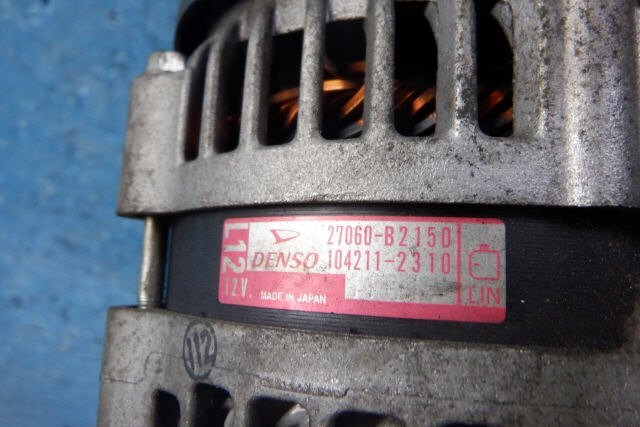 L12
27060-B2150
DENSO 104211-2310
12V. MADE IN JAPAN
LIN
112